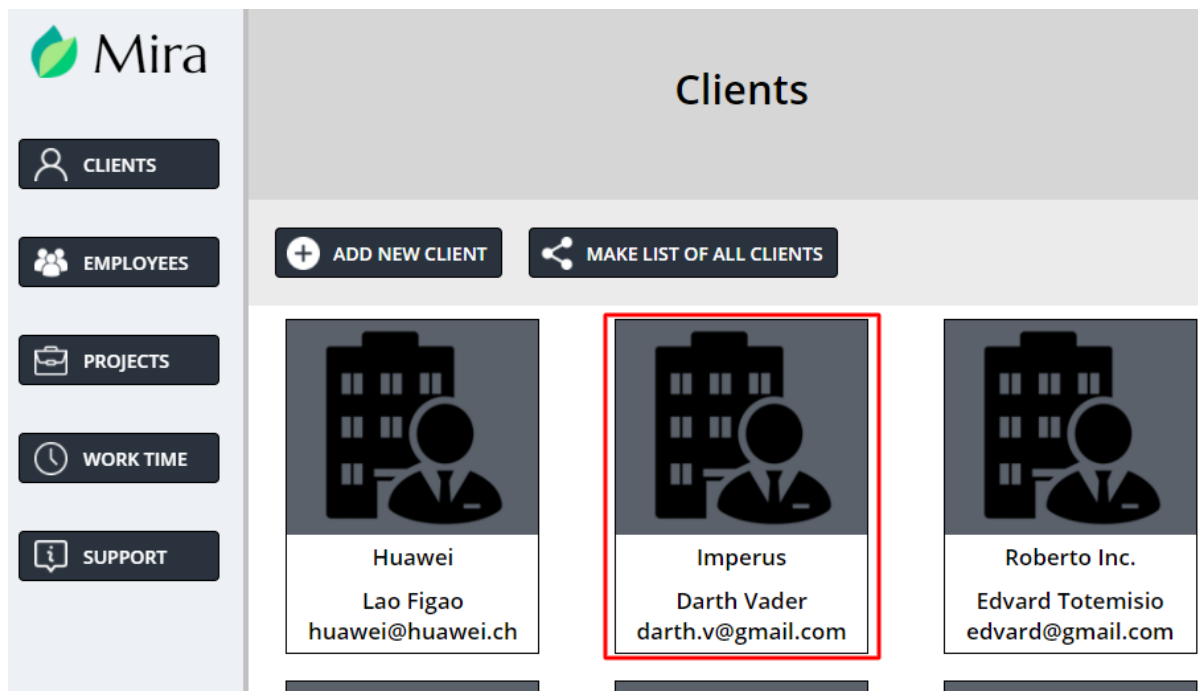 Mira
CLIENTS
EMPLOYEES
PROJECTS
WORK TIME
SUPPORT
Clients
ADD NEW CLIENT
MAKE LIST OF ALL CLIENTS
Huawei
Lao Figao
huawei@huawei.ch
Imperus
Darth Vader
darth.v@gmail.com
Roberto Inc.
Edvard Totemisio
edvard@gmail.com